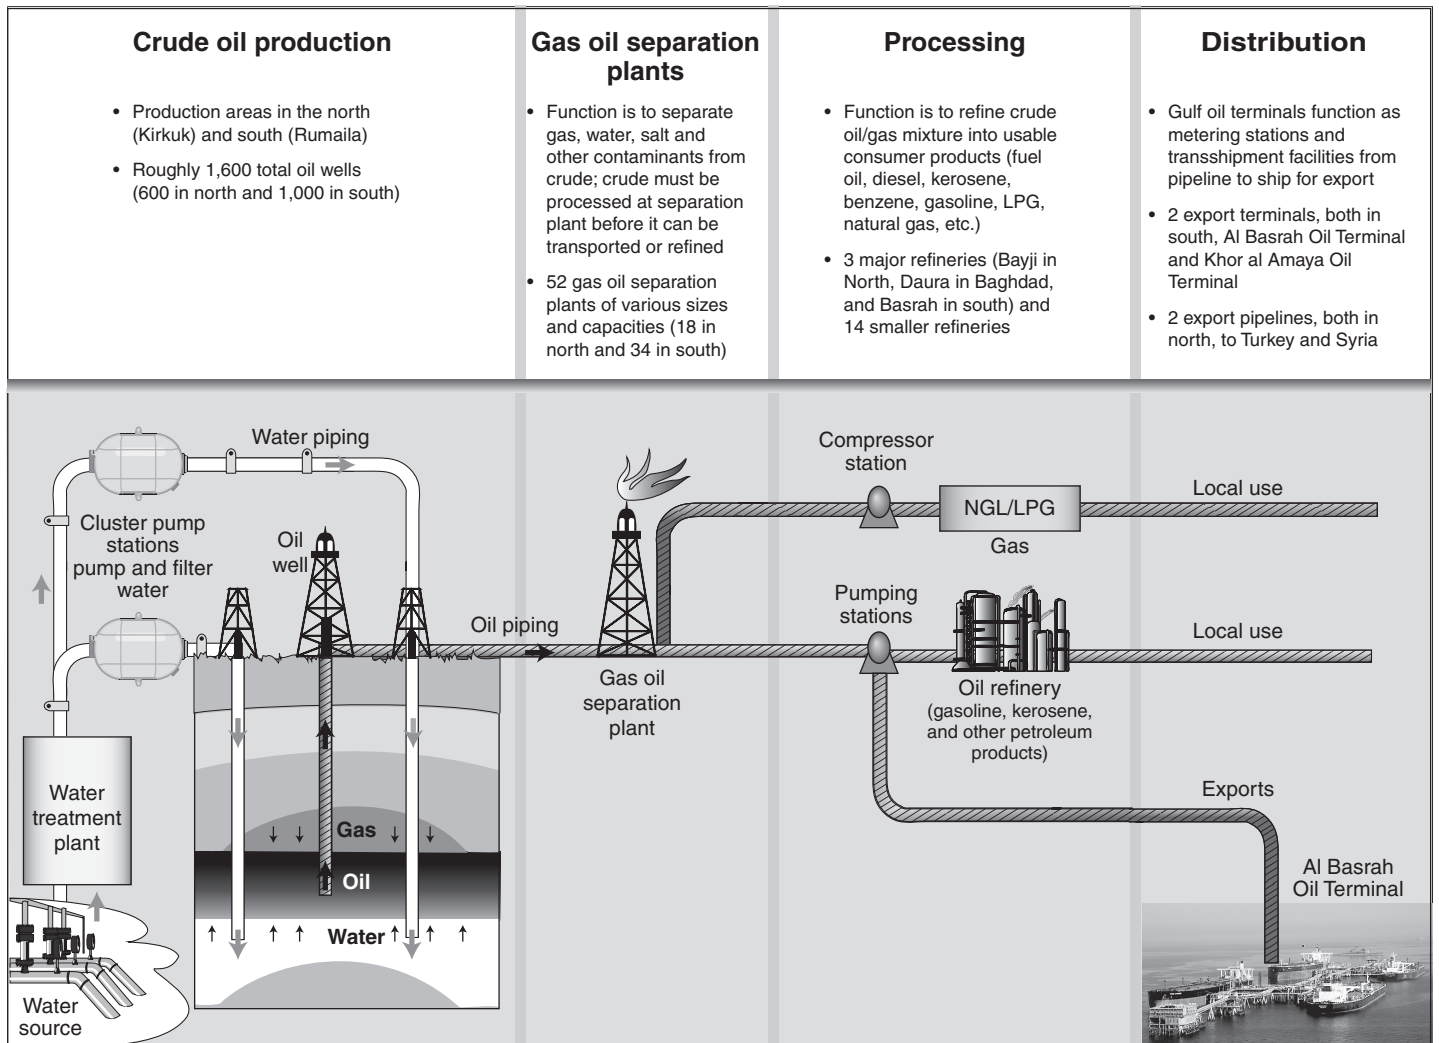 Crude oil production
• Production areas in the north
(Kirkuk) and south (Rumaila)
• Roughly 1,600 total oil wells
(600 in north and 1,000 in south)
Gas oil separation
plants
• Function is to separate
gas, water, salt and
other contaminants from
crude; crude must be
processed at separation
plant before it can be
transported or refined
• 52 gas oil separation
plants of various sizes
and capacities (18 in
north and 34 in south)
Processing
• Function is to refine crude
oil/gas mixture into usable
consumer products (fuel
oil, diesel, kerosene,
benzene, gasoline, LPG,
natural gas, etc.)
• 3 major refineries (Bayji in
North, Daura in Baghdad,
and Basrah in south) and
14 smaller refineries
Distribution
• Gulf oil terminals function as
metering stations and
transshipment facilities from
pipeline to ship for export
• 2 export terminals, both in
south, Al Basrah Oil Terminal
and Khor al Amaya Oil
Terminal
• 2 export pipelines, both in
north, to Turkey and Syria
Water piping
Cluster pump
stations
pump and filter
water
Oil
well
Oil piping
Water
treatment
plant
Water
source
Gas
Oil
Water
Gas oil
separation
plant
Compressor
station
NGL/LPG
Gas
Local use
Pumping
stations
Oil refinery
(gasoline, kerosene,
and other petroleum
products)
Local use
Exports
Al Basrah
Oil Terminal